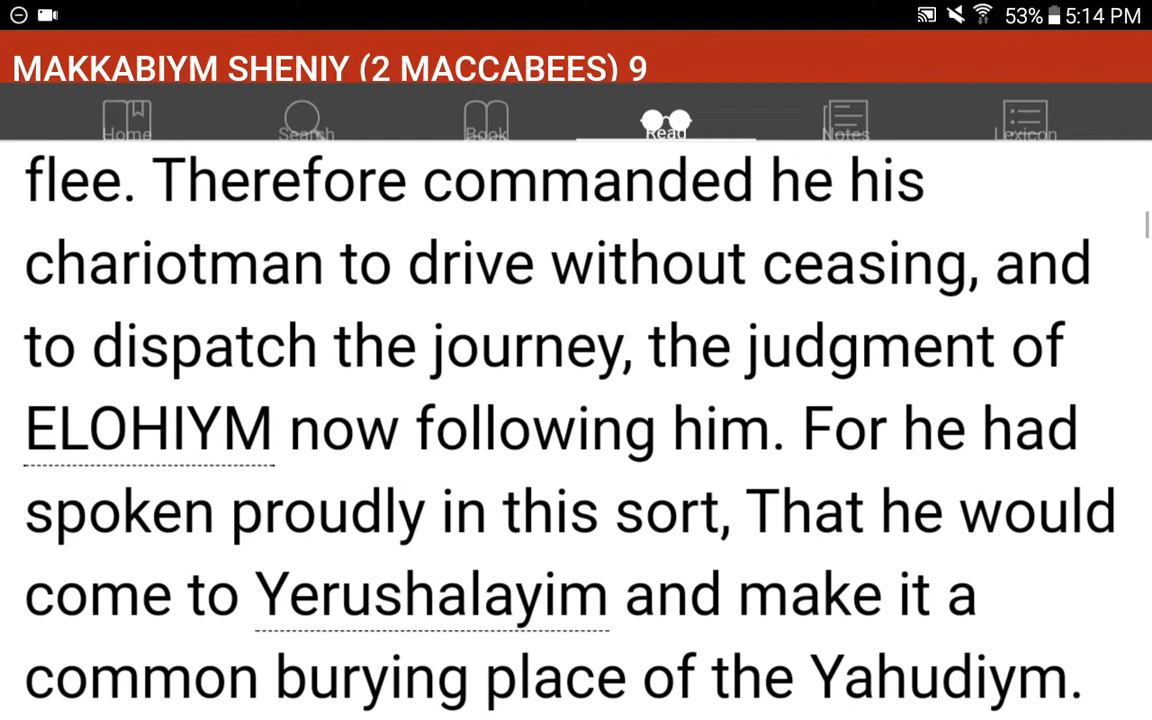 53% 5:14 PM
MAKKABIYM SHENIY (2 MACCABEES) 9
Home Search Book Read Notes Lexicon
flee. Therefore commanded he his
chariotman to drive without ceasing, and
to dispatch the journey, the judgment of
ELOHIYM now following him. For he had
spoken proudly in this sort, That he would
come to Yerushalayim and make it a
common burying place of the Yahudiym.